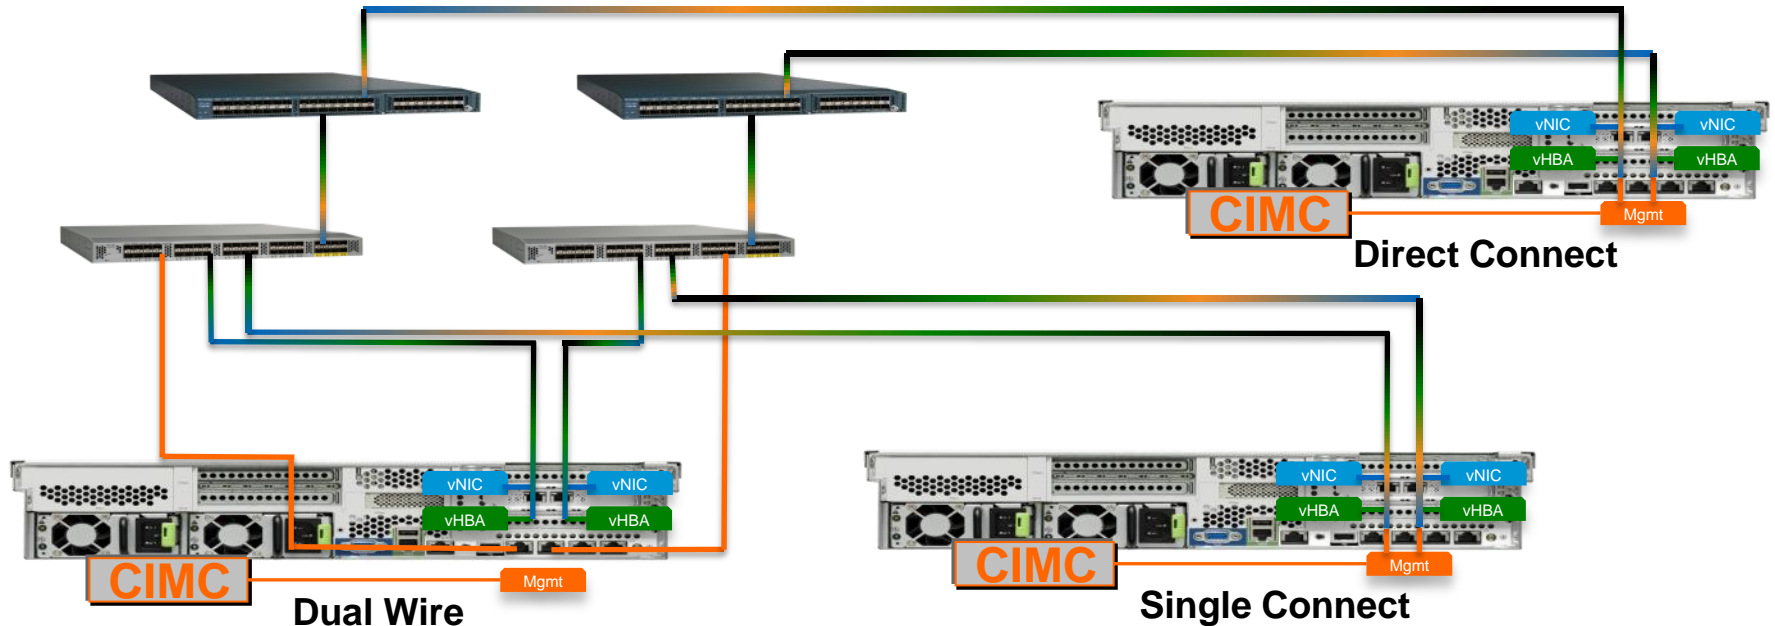 vNIC
vNIC
vHBA
vHBA
CIMC
Mgmt
Direct Connect
vNIC
vNIC
vHBA
vHBA
CIMC
Mgmt
Dual Wire
vNIC
vNIC
vHBA
vHBA
CIMC
Mgmt
Single Connect